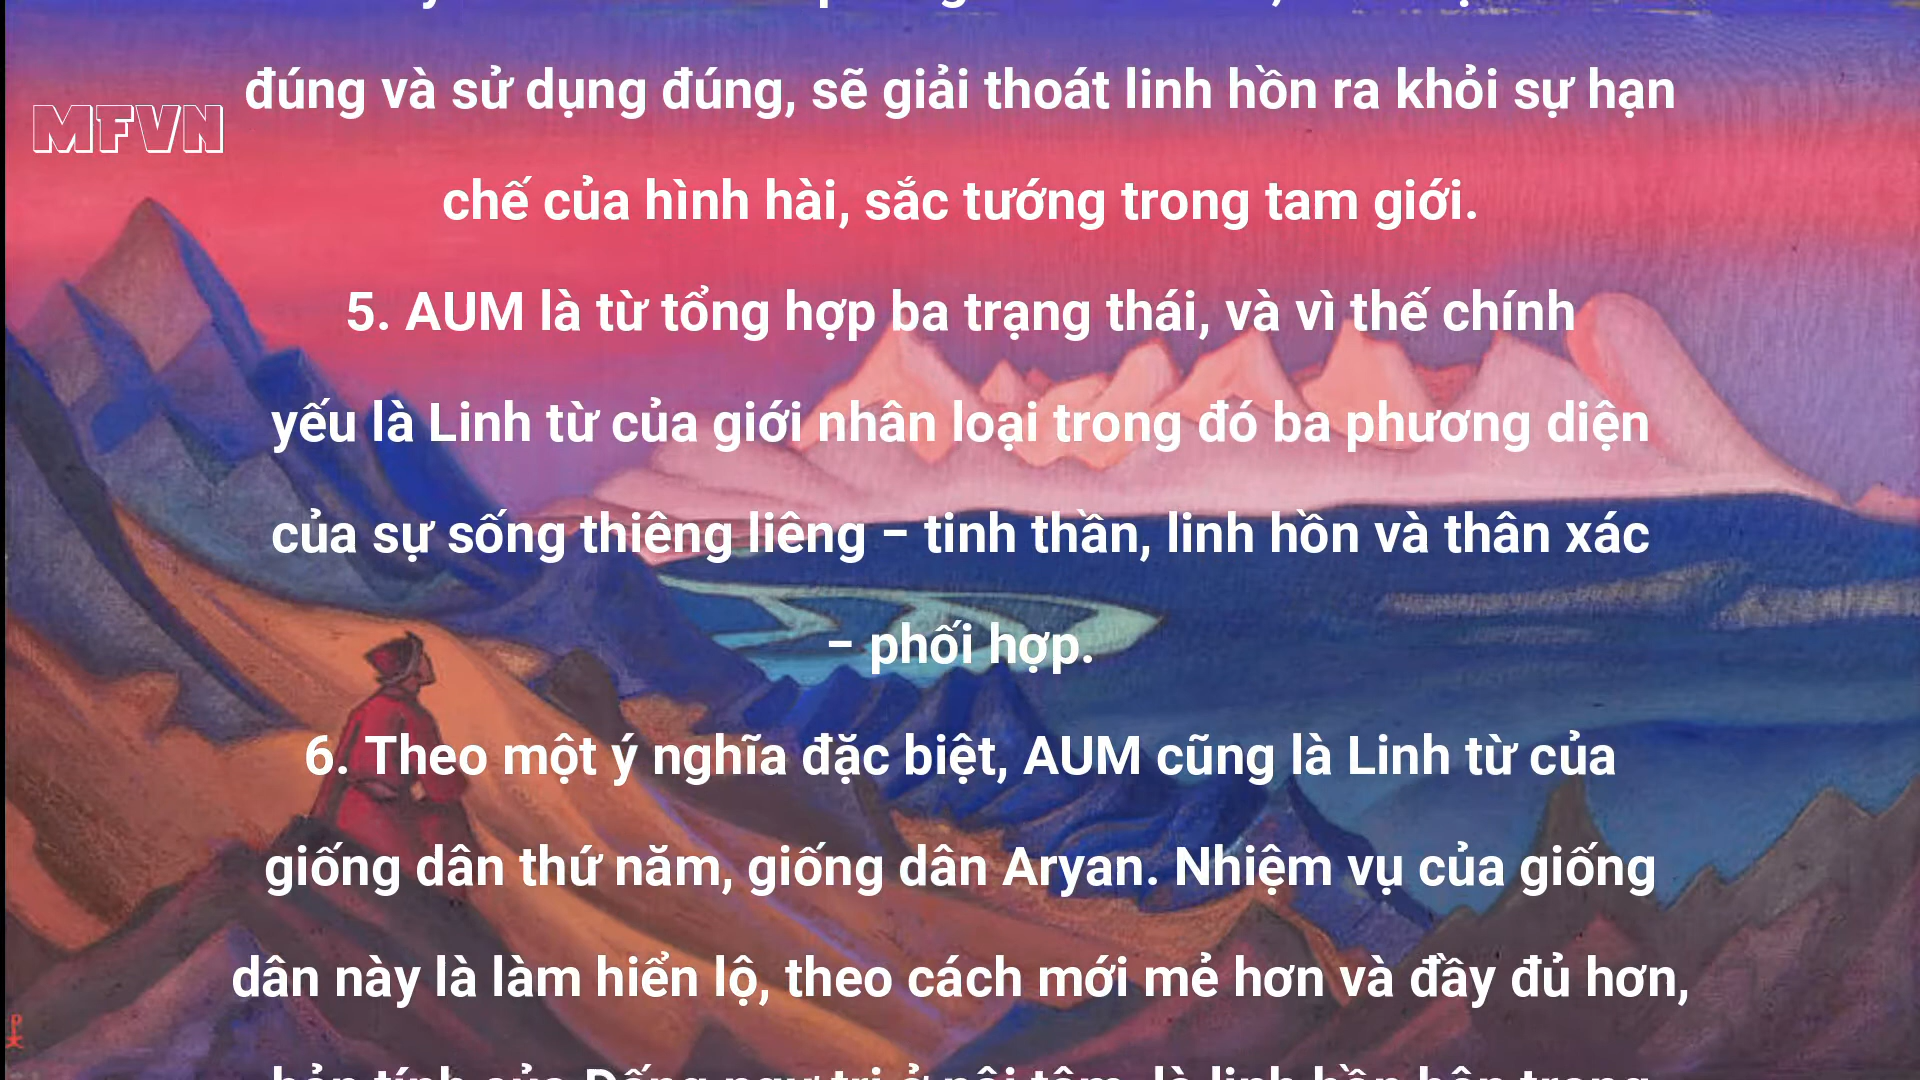 đúng và sử dụng đúng, sẽ giải thoát linh hồn ra khỏi sự hạn
MFVN
chế của hình hài, sắc tướng trong tam giới.
5. AUM là từ tổng hợp ba trạng thái, và vì thế chính
yếu là Linh từ của giới nhân loại trong đó ba phương diện
của sự sống thiêng liêng – tinh thần, linh hồn và thân xác
– phối hợp.
6. Theo một ý nghĩa đặc biệt, AUM cũng là Linh từ của
giống dân thứ năm, giống dân Aryan. Nhiệm vụ của giống
dân này là làm hiển lộ, theo cách mới mẻ hơn và đầy đủ hơn,